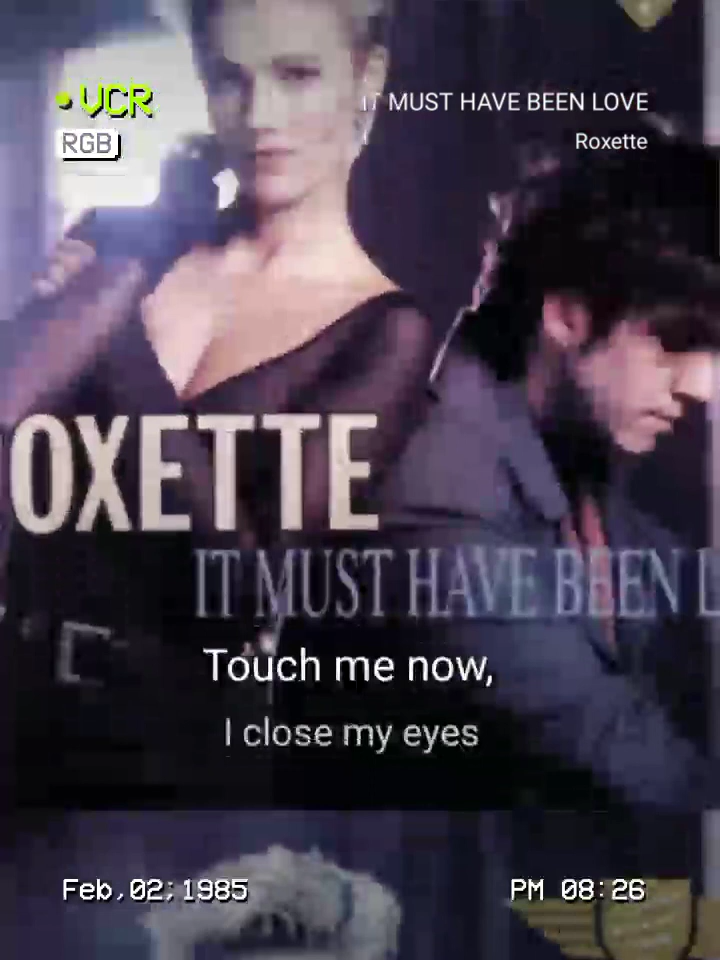 VCR
IT MUST HAVE BEEN LOVE
RGB
Roxette
OXETTE
IT MUST HAVE BEEN L
Touch me now,
I close my eyes
Feb,02;1985
PM 08:26